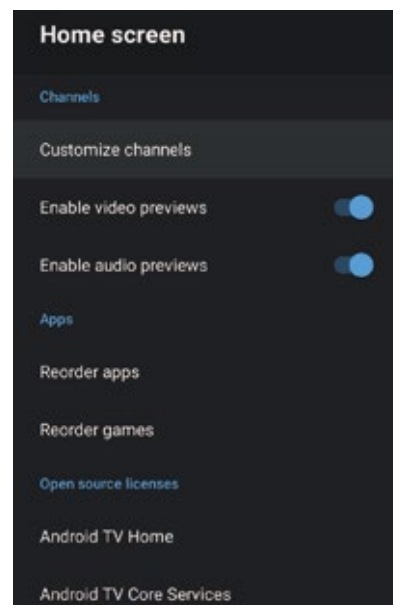 Home screen
Channels
Customize channels
Enable video previews
Enable audio previews
Apps
Reorder apps
Reorder games
Open source licenses
Android TV Home
Android TV Core Services